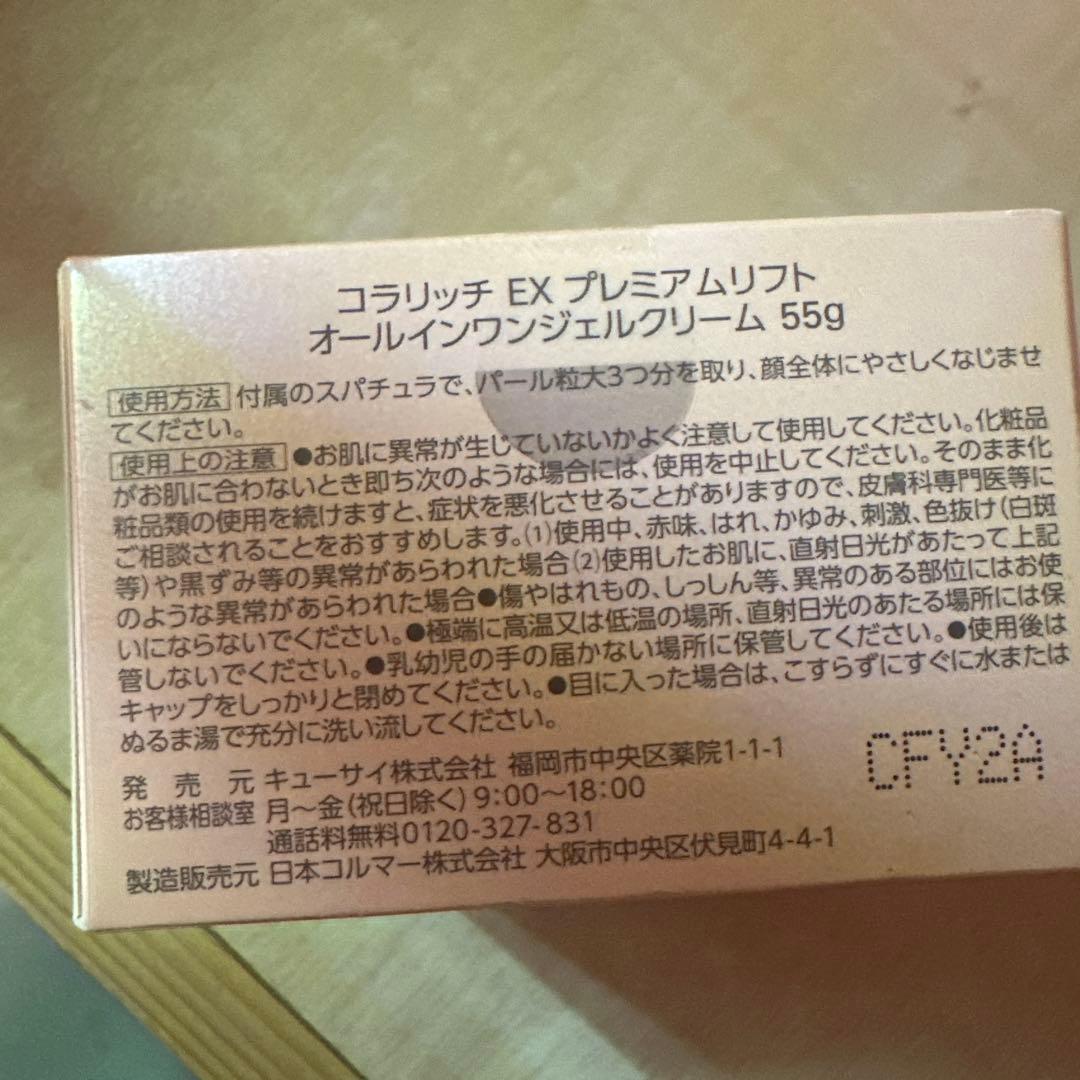 コラリッチ EX プレミアムリフト
オールインワンジェルクリーム 55g
使用方法 付属のスパチュラで、パール粒大3つ分を取り、顔全体にやさしくなじませ
てください。
使用上の注意 ●お肌に異常が生じていないかよく注意して使用してください。化粧品
がお肌に合わないとき即ち次のような場合には、使用を中止してください。そのまま化
粧品類の使用を続けますと、症状を悪化させることがありますので、皮膚科専門医等に
ご相談されることをおすすめします。(1)使用中、赤味、はれ、かゆみ、刺激、色抜け(白斑
等)や黒ずみ等の異常があらわれた場合(2)使用したお肌に、直射日光があたって上記
のような異常があらわれた場合●傷やはれもの、しっしん等、異常のある部位にはお使
いにならないでください。●極端に高温又は低温の場所、直射日光のあたる場所には保
管しないでください。●乳幼児の手の届かない場所に保管してください。●使用後は
キャップをしっかりと閉めてください。●目に入った場合は、こすらずにすぐに水または
ぬるま湯で充分に洗い流してください。
発売元 キューサイ株式会社 福岡市中央区薬院1-1-1
お客様相談室 月〜金(祝日除く)9:00〜18:00
通話料無料0120-327-831
製造販売元 日本コルマー株式会社 大阪市中央区伏見町4-4-1
CFY2A